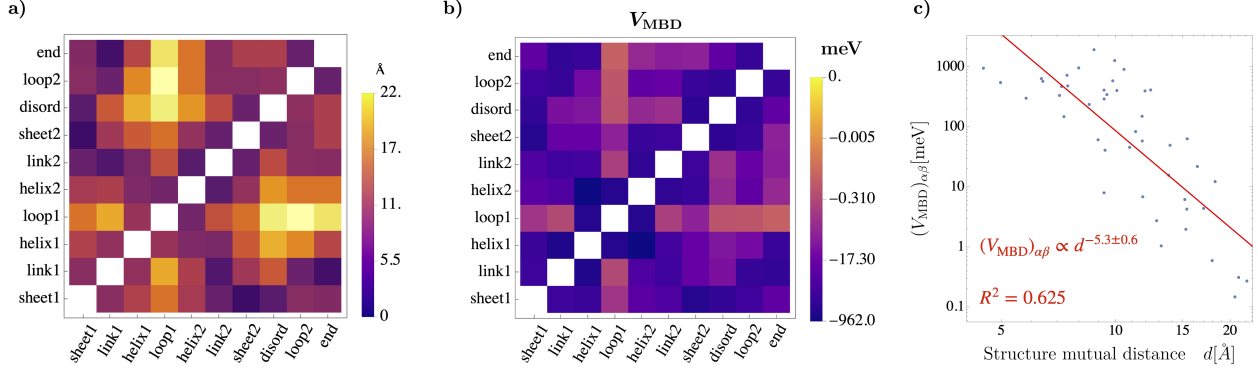 a)
end
loop2
disord
sheet2
link2
helix2
loop1
helix1
link1
sheet1
sheet1
link1
helix1
loop1
helix2
link2
sheet2
disord
loop2
end
Å
22.
17.
11.
5.5
0
b)
V_MBD
end
loop2
disord
sheet2
link2
helix2
loop1
helix1
link1
sheet1
sheet1
link1
helix1
loop1
helix2
link2
sheet2
disord
loop2
end
meV
0.
−0.005
−0.310
−17.30
−962.0
c)
(V_MBD)_αβ[meV]
1000
100
10
1
0.1
(V_MBD)_αβ ∝ d^−5.3±0.6
R² = 0.625
5
10
15
20
Structure mutual distance d[Å]